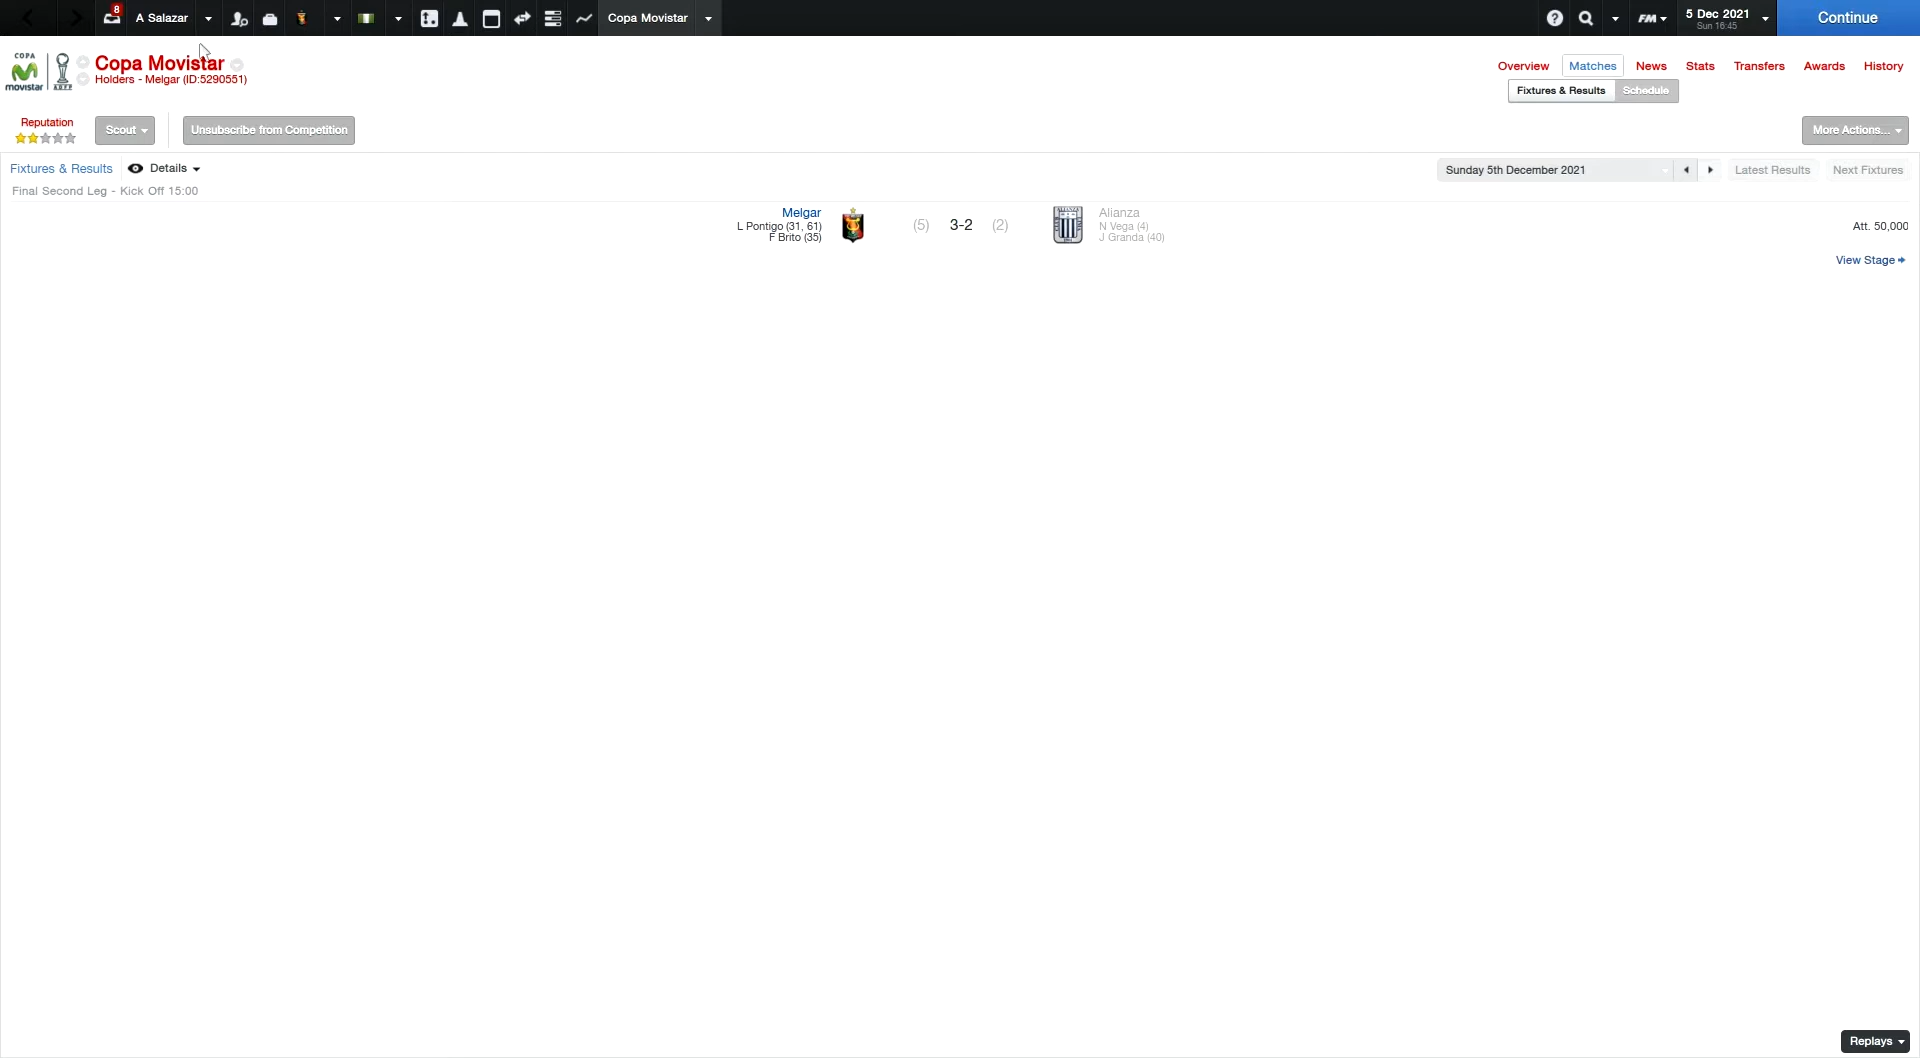 8
A Salazar
Copa Movistar
FM
5 Dec 2021
Sun 16:45
Continue
COPA
movistar
ADFP
Copa Movistar
Holders - Melgar (ID:5290551)
Overview
Matches
News
Stats
Transfers
Awards
History
Fixtures & Results
Schedule
Reputation
Scout
Unsubscribe from Competition
More Actions...
Fixtures & Results
Details
Sunday 5th December 2021
Latest Results
Next Fixtures
Final Second Leg - Kick Off 15:00
Melgar
L Pontigo (31, 61)
F Brito (35)
(5) 3-2 (2)
Alianza
N Vega (4)
J Granda (40)
Att. 50,000
View Stage
Replays